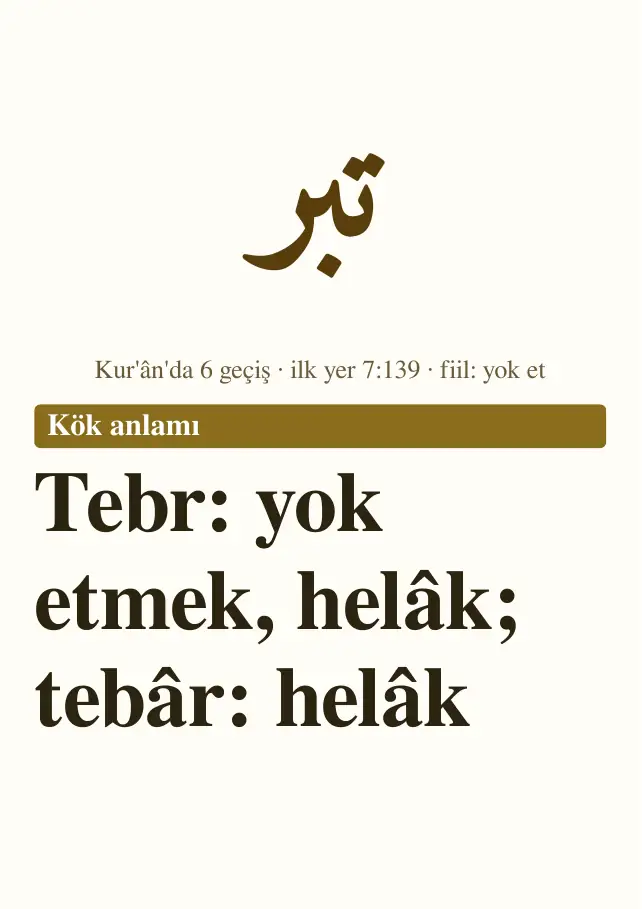 تبر
Kur'ân'da 6 geçiş · ilk yer 7:139 · fiil: yok et
Kök anlamı
Tebr: yok
etmek, helâk;
tebâr: helâk